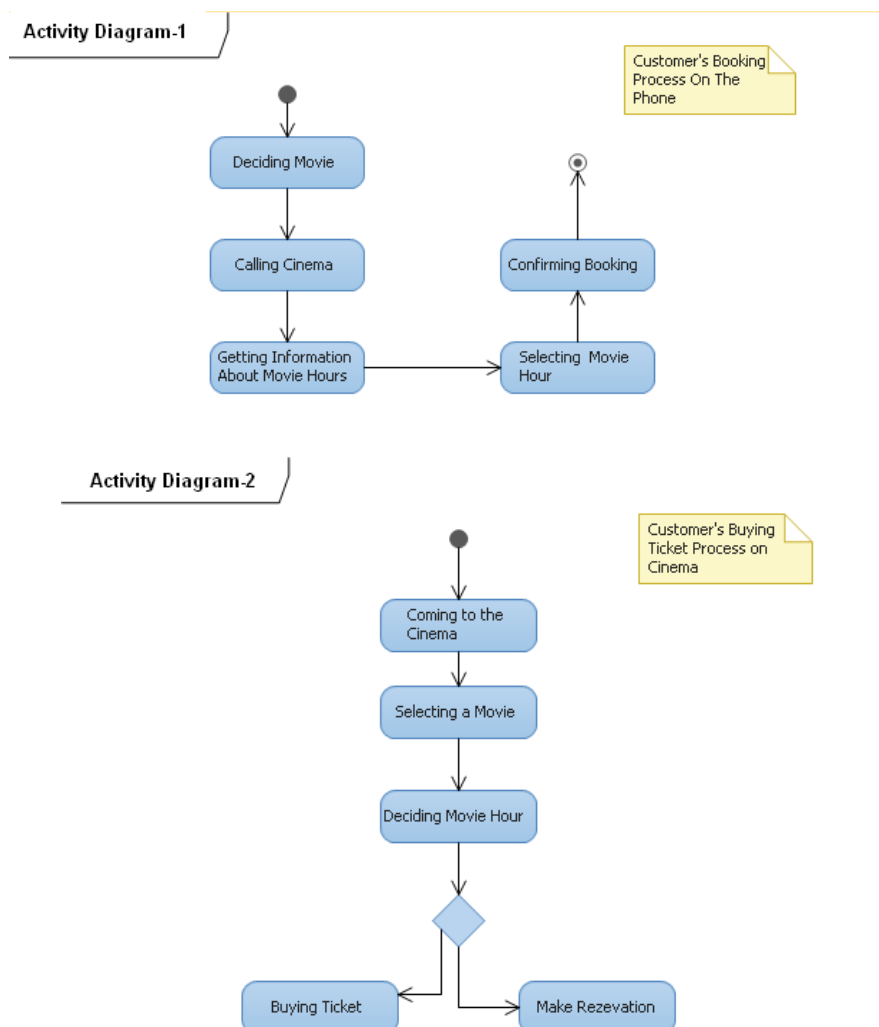 Activity Diagram-1
Customer's Booking
Process On The
Phone
Deciding Movie
Calling Cinema
Confirming Booking
Getting Information
About Movie Hours
Selecting Movie
Hour
Activity Diagram-2
Customer's Buying
Ticket Process on
Cinema
Coming to the
Cinema
Selecting a Movie
Deciding Movie Hour
Buying Ticket
Make Rezevation